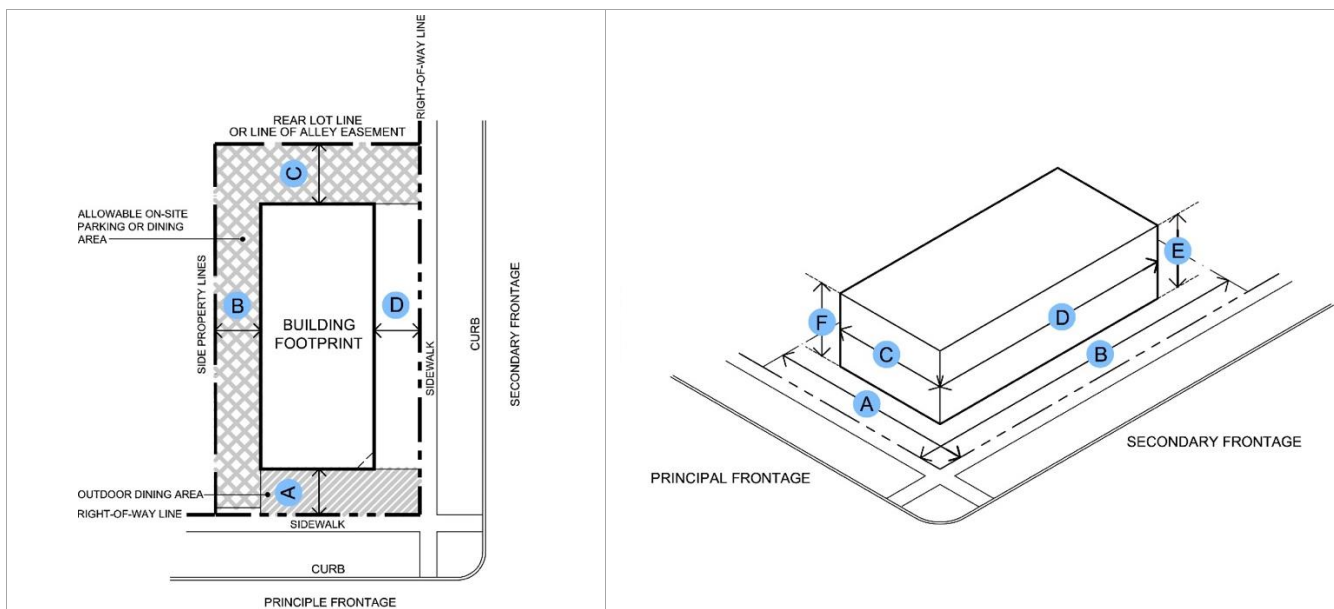 RIGHT-OF-WAY LINE
REAR LOT LINE
OR LINE OF ALLEY EASEMENT
C
ALLOWABLE ON-SITE
PARKING OR DINING
AREA
SIDE PROPERTY LINES
B
BUILDING
FOOTPRINT
D
SIDEWALK
CURB
SECONDARY FRONTAGE
OUTDOOR DINING AREA
A
RIGHT-OF-WAY LINE
SIDEWALK
CURB
PRINCIPLE FRONTAGE
E
F
D
C
B
A
SECONDARY FRONTAGE
PRINCIPAL FRONTAGE